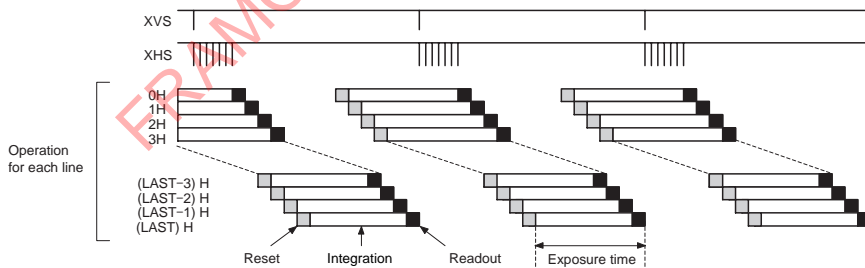 XVS
XHS
0H
1H
2H
3H
Operation
for each line
(LAST−3) H
(LAST−2) H
(LAST−1) H
(LAST) H
Reset
Integration
Readout
Exposure time